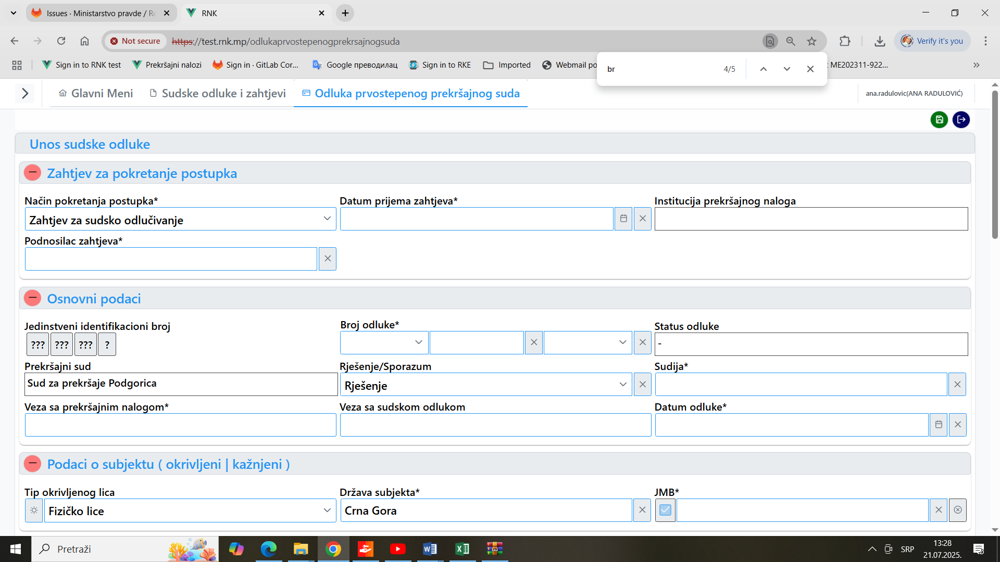 Issues · Ministarstvo pravde / Re
RNK
Not secure
https://test.rnk.mp/odlukaprvostepenogprekrsajnogsuda
Verify it's you
Sign in to RNK test
Prekršajni nalozi
Sign in · GitLab Cor...
Google преводилац
Sign in to RKE
Imported
Webmail po
ME202311-922...
br
4/5
Glavni Meni
Sudske odluke i zahtjevi
Odluka prvostepenog prekršajnog suda
ana.radulovic(ANA RADULOVIĆ)
Unos sudske odluke
Zahtjev za pokretanje postupka
Način pokretanja postupka*
Datum prijema zahtjeva*
Institucija prekršajnog naloga
Zahtjev za sudsko odlučivanje
Podnosilac zahtjeva*
Osnovni podaci
Jedinstveni identifikacioni broj
Broj odluke*
Status odluke
??? ??? ??? ?
-
Prekršajni sud
Rješenje/Sporazum
Sudija*
Sud za prekršaje Podgorica
Rješenje
Veza sa prekršajnim nalogom*
Veza sa sudskom odlukom
Datum odluke*
Podaci o subjektu ( okrivljeni | kažnjeni )
Tip okrivljenog lica
Država subjekta*
JMB*
Fizičko lice
Crna Gora
Pretraži
SRP
13:28
21.07.2025.